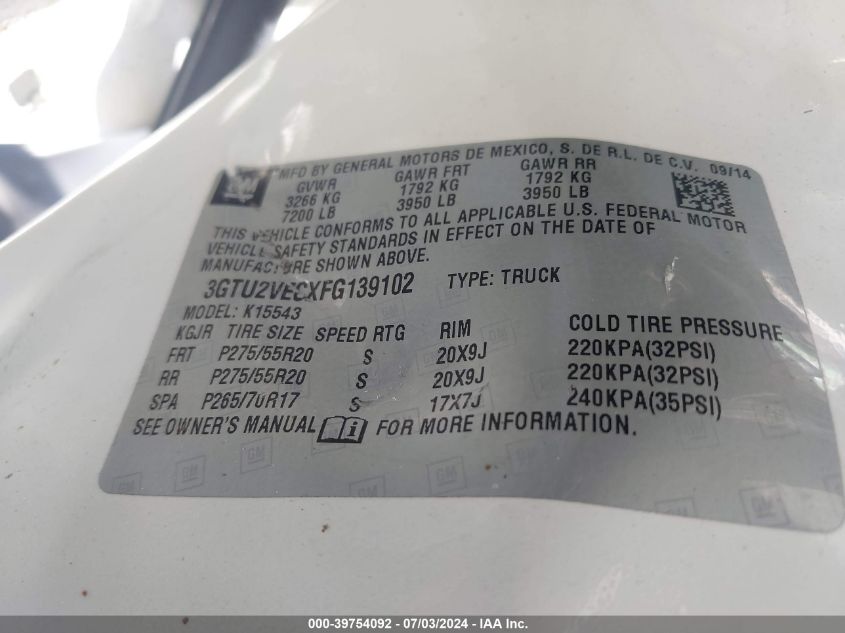 GM
MFD BY GENERAL MOTORS DE MEXICO, S. DE R.L. DE C.V. 09/14
GVWR GAWR FRT GAWR RR
3266 KG 1792 KG 1792 KG
7200 LB 3950 LB 3950 LB
THIS VEHICLE CONFORMS TO ALL APPLICABLE U.S. FEDERAL MOTOR
VEHICLE SAFETY STANDARDS IN EFFECT ON THE DATE OF
MANUFACTURE SHOWN ABOVE.
3GTU2VECXFG139102 TYPE: TRUCK
MODEL: K15543
KGJR TIRE SIZE SPEED RTG RIM COLD TIRE PRESSURE
FRT P275/55R20 S 20X9J 220KPA(32PSI)
RR P275/55R20 S 20X9J 220KPA(32PSI)
SPA P265/70R17 S 17X7J 240KPA(35PSI)
SEE OWNER'S MANUAL FOR MORE INFORMATION.
000-39754092 - 07/03/2024 - IAA Inc.